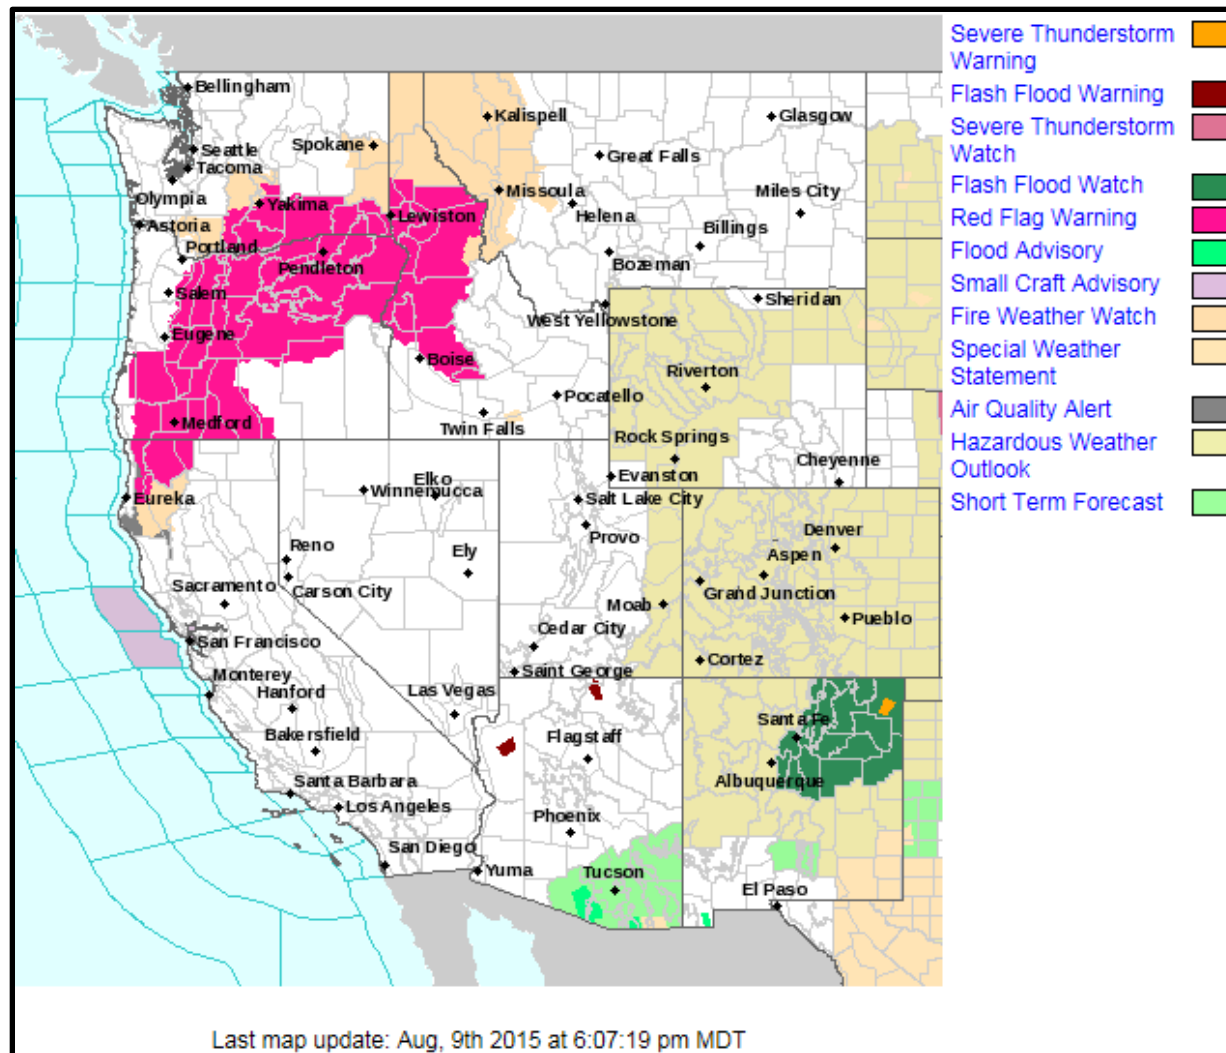 Severe Thunderstorm
Warning
Flash Flood Warning
Severe Thunderstorm
Watch
Flash Flood Watch
Red Flag Warning
Flood Advisory
Small Craft Advisory
Fire Weather Watch
Special Weather
Statement
Air Quality Alert
Hazardous Weather
Outlook
Short Term Forecast
Bellingham
Kalispell
Glasgow
Spokane
Seattle
Great Falls
Tacoma
Olympia
Missoula
Miles City
Yakima
Lewiston
Helena
Astoria
Billings
Portland
Pendleton
Bozeman
Salem
Sheridan
West Yellowstone
Eugene
Boise
Riverton
Pocatello
Medford
Twin Falls
Rock Springs
Cheyenne
Elko
Evanston
Winnemucca
Eureka
Salt Lake City
Provo
Denver
Reno
Ely
Aspen
Sacramento
Carson City
Grand Junction
Moab
Pueblo
Cedar City
San Francisco
Cortez
Saint George
Monterey
Hanford
Las Vegas
Santa Fe
Bakersfield
Flagstaff
Albuquerque
Santa Barbara
Los Angeles
Phoenix
San Diego
Yuma
Tucson
El Paso
Last map update: Aug, 9th 2015 at 6:07:19 pm MDT